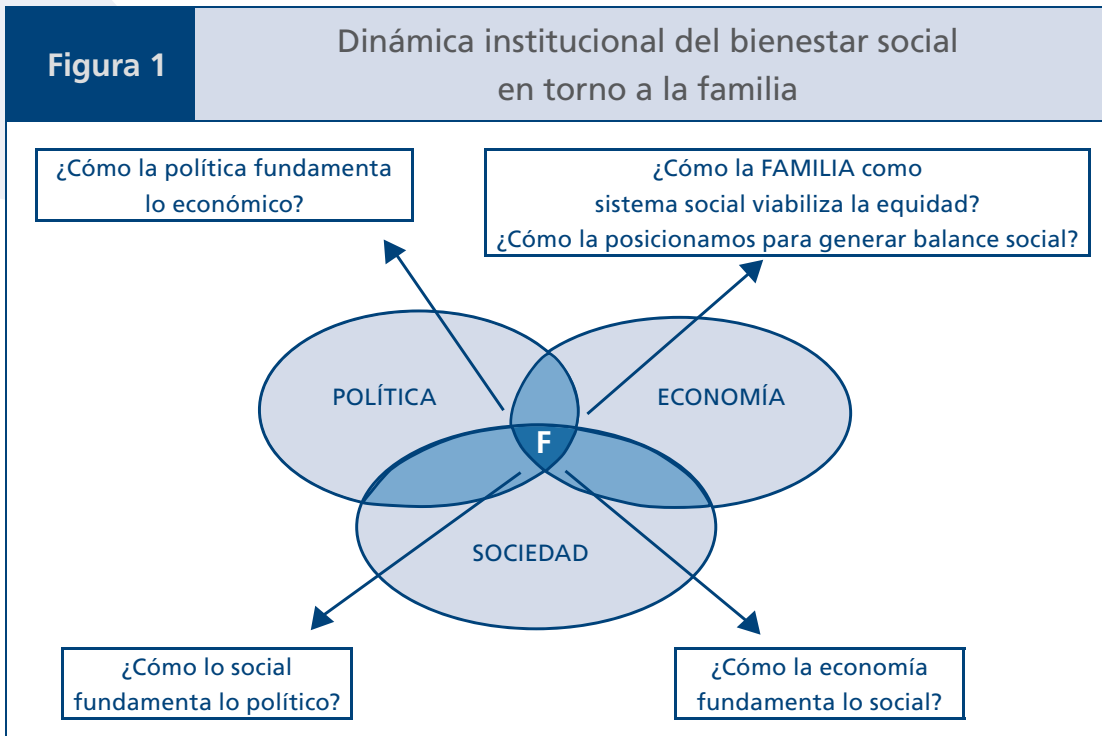 Figura 1
Dinámica institucional del bienestar social
en torno a la familia
¿Cómo la política fundamenta
lo económico?
¿Cómo la FAMILIA como
sistema social viabiliza la equidad?
¿Cómo la posicionamos para generar balance social?
POLÍTICA
ECONOMÍA
F
SOCIEDAD
¿Cómo lo social
fundamenta lo político?
¿Cómo la economía
fundamenta lo social?